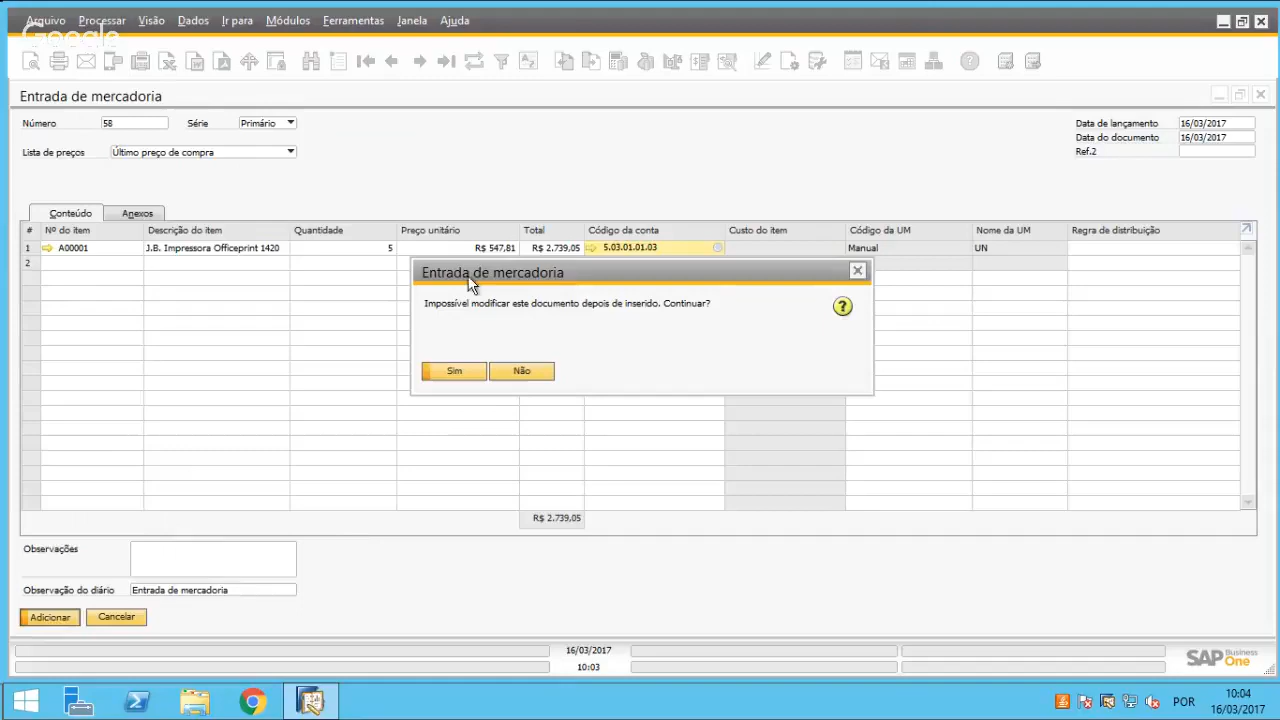 Arquivo Processar Visão Dados Ir para Módulos Ferramentas Janela Ajuda
Google
Entrada de mercadoria
Número 58 Série Primário Data de lançamento 16/03/2017
Data do documento 16/03/2017
Lista de preços Último preço de compra Ref.2
Conteúdo Anexos
# Nº do item Descrição do item Quantidade Preço unitário Total Código da conta Custo do item Código da UM Nome da UM Regra de distribuição
1 A00001 J.B. Impressora Officeprint 1420 5 R$ 547,81 R$ 2.739,05 5.03.01.01.03 Manual UN
2
Entrada de mercadoria
Impossível modificar este documento depois de inserido. Continuar?
Sim Não
R$ 2.739,05
Observações
Observação do diário Entrada de mercadoria
Adicionar Cancelar
16/03/2017
10:03
SAP Business One
POR 10:04
16/03/2017